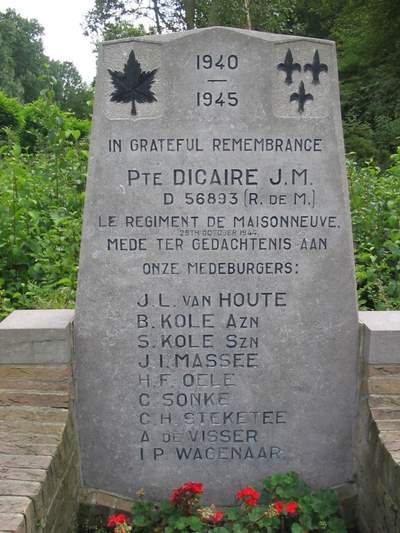 1940
—
1945
IN GRATEFUL REMEMBRANCE
PTE DICAIRE J.M.
D 56893 (R. DE M.)
LE REGIMENT DE MAISONNEUVE.
25TH OCTOBER 1944.
MEDE TER GEDACHTENIS AAN
ONZE MEDEBURGERS:
J.L. VAN HOUTE
B. KOLE AZN
S. KOLE SZN
J.I. MASSEE
H.F. OELE
C. SONKE
C.H. STEKETEE
A DE VISSER
I P. WAGENAAR